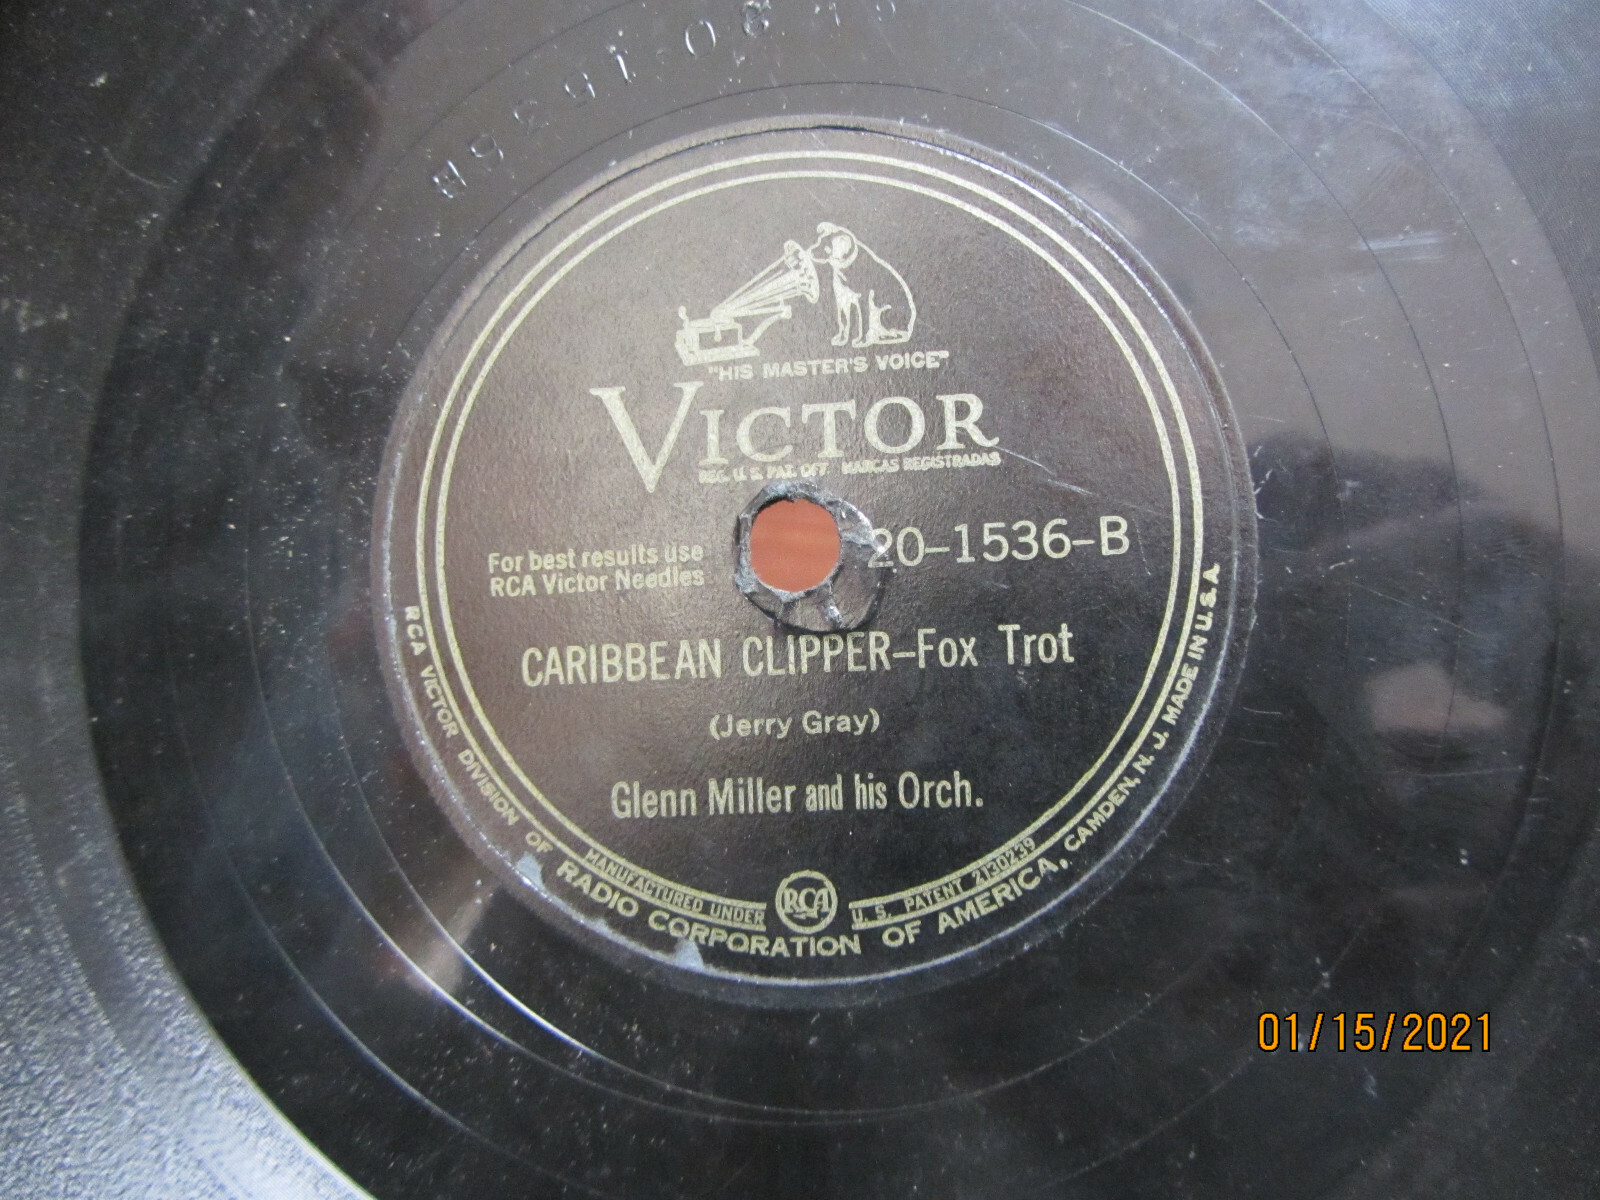 "HIS MASTER'S VOICE"
VICTOR
REG. U. S. PAT. OFF. MARCAS REGISTRADAS
For best results use
RCA Victor Needles
20-1536-B
CARIBBEAN CLIPPER-Fox Trot
(Jerry Gray)
Glenn Miller and his Orch.
MANUFACTURED UNDER RCA U. S. PATENT 2130239
RCA VICTOR DIVISION OF RADIO CORPORATION OF AMERICA, CAMDEN, N. J. MADE IN U.S.A.
01/15/2021